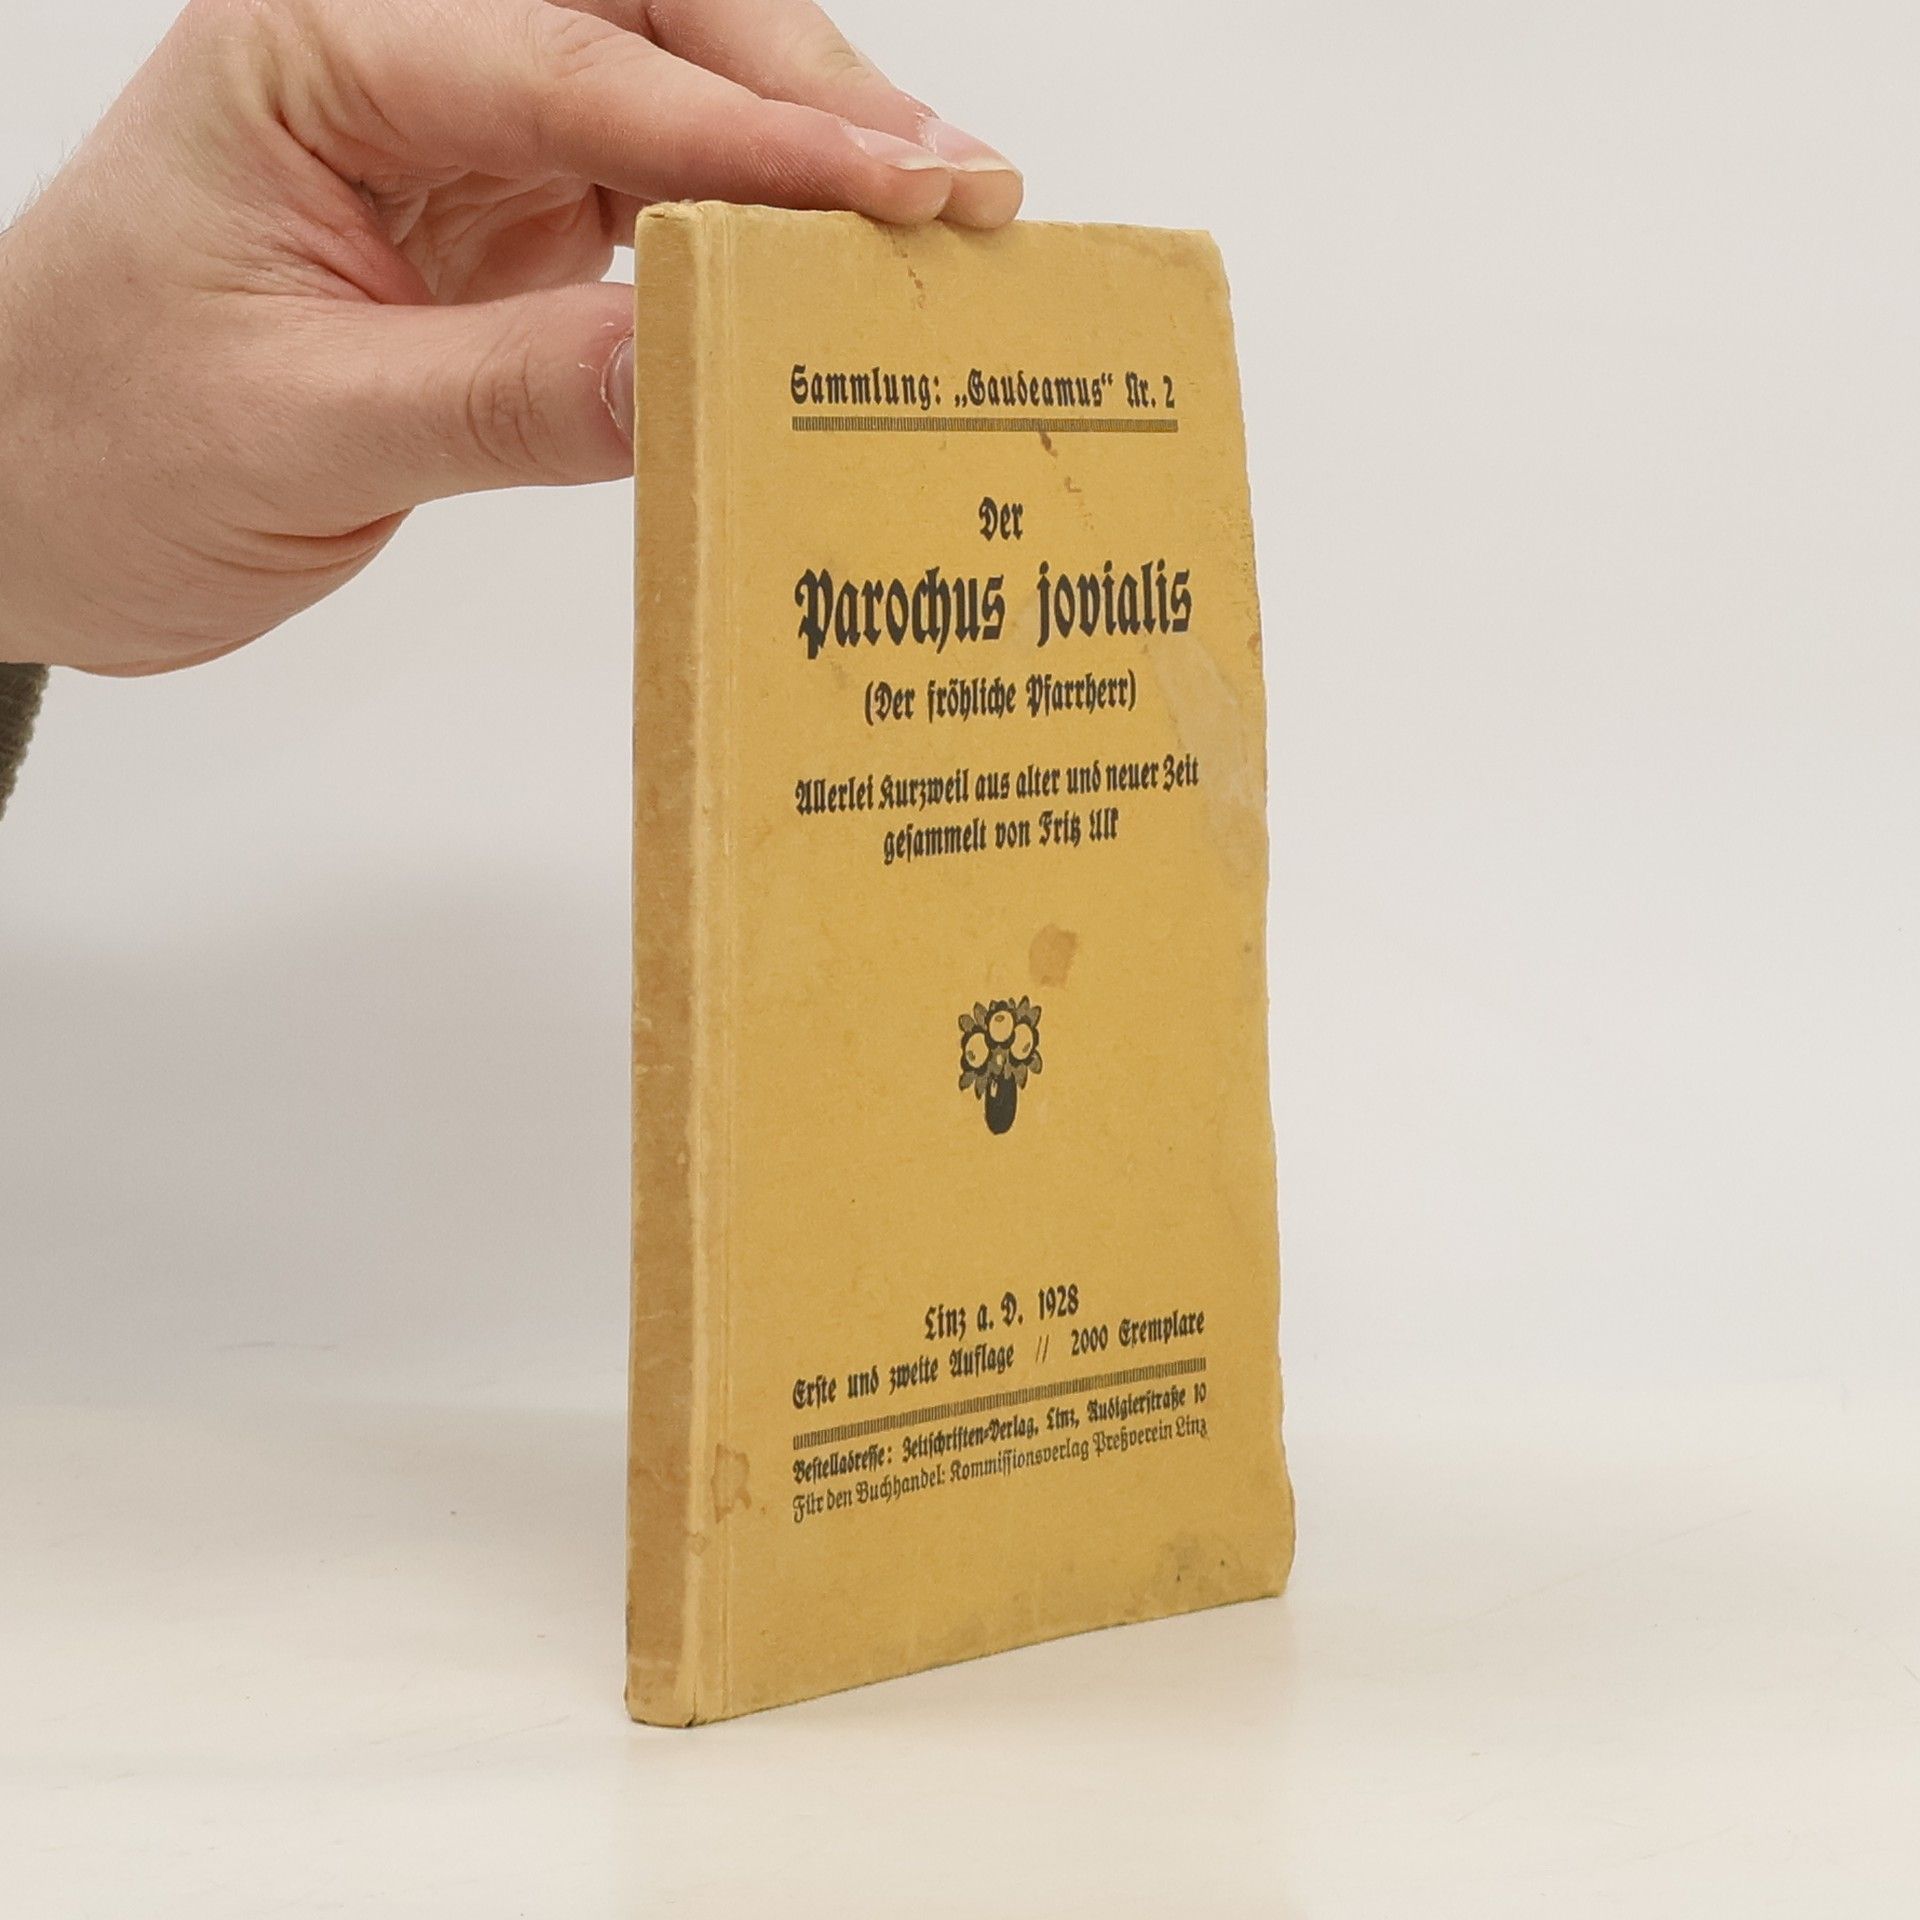 Sammlung: „Gaudeamus“ Nr. 2
Der
Parochus jovialis
(Der fröhliche Pfarrherr)
Allerlei Kurzweil aus alter und neuer Zeit
gesammelt von Fritz Ulk
Linz a. D. 1928
Erste und zweite Auflage // 2000 Exemplare
Bestelladresse: Zeitschriften-Verlag, Linz, Rudigierstraße 10
Für den Buchhandel: Kommissionsverlag Preßverein Linz